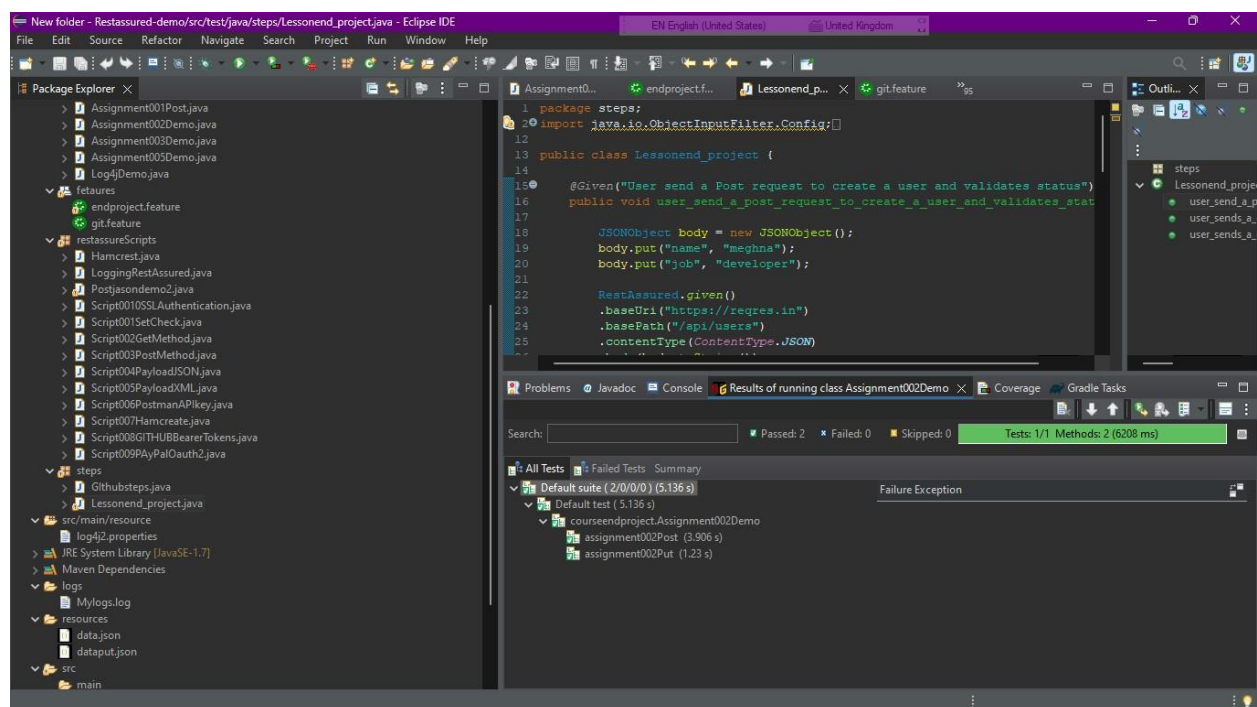 New folder - Restassured-demo/src/test/java/steps/Lessonend_project.java - Eclipse IDE
EN English (United States) United Kingdom
File Edit Source Refactor Navigate Search Project Run Window Help
Package Explorer
Assignment001Post.java
Assignment002Demo.java
Assignment003Demo.java
Assignment005Demo.java
Log4jDemo.java
fetaures
endproject.feature
git.feature
restassureScripts
Hamcrest.java
LoggingRestAssured.java
Postjasondemo2.java
Script0010SSLAuthentication.java
Script001SetCheck.java
Script002GetMethod.java
Script003PostMethod.java
Script004PayloadJSON.java
Script005PayloadXML.java
Script006PostmanAPIkey.java
Script007Hamcreate.java
Script008GITHUBBearerTokens.java
Script009PAyPalOauth2.java
steps
GIthubsteps.java
Lessonend_project.java
src/main/resource
log4j2.properties
JRE System Library [JavaSE-1.7]
Maven Dependencies
logs
Mylogs.log
resources
data.json
dataput.json
src
main
Assignment0... endproject.f... Lessonend_p... git.feature 95
1 package steps;
2 import java.io.ObjectInputFilter.Config;
12
13 public class Lessonend_project {
14
15 @Given("User send a Post request to create a user and validates status")
16 public void user_send_a_post_request_to_create_a_user_and_validates_stat
17
18 JSONObject body = new JSONObject();
19 body.put("name", "meghna");
20 body.put("job", "developer");
21
22 RestAssured.given()
23 .baseUri("https://reqres.in")
24 .basePath("/api/users")
25 .contentType(ContentType.JSON)
Outli...
steps
Lessonend_proje
user_send_a_p
user_sends_a_
user_sends_a_
Problems Javadoc Console Results of running class Assignment002Demo Coverage Gradle Tasks
Search: Passed: 2 Failed: 0 Skipped: 0 Tests: 1/1 Methods: 2 (6208 ms)
All Tests Failed Tests Summary
Default suite ( 2/0/0/0 ) (5.136 s)
Default test ( 5.136 s)
courseendproject.Assignment002Demo
assignment002Post (3.906 s)
assignment002Put (1.23 s)
Failure Exception